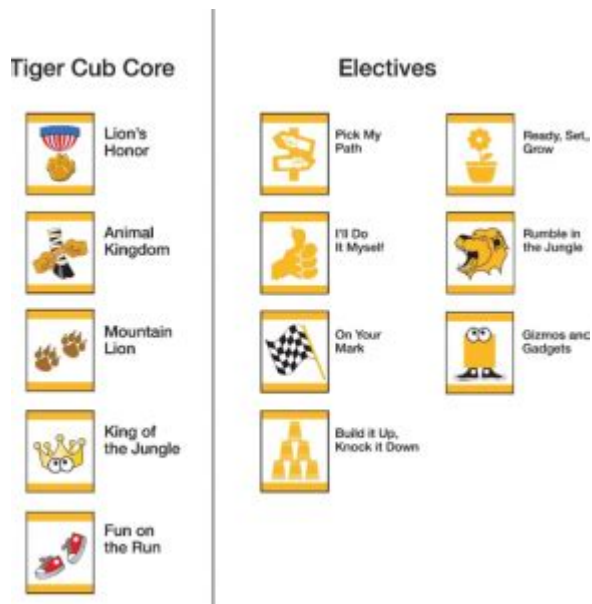 Tiger Cub Core
Lion's
Honor
Animal
Kingdom
Mountain
Lion
King of
the Jungle
Fun on
the Run
Electives
Pick My
Path
I'll Do
It Myself
On Your
Mark
Build it Up,
Knock it Down
Ready, Set,
Grow
Rumble in
the Jungle
Gizmos and
Gadgets